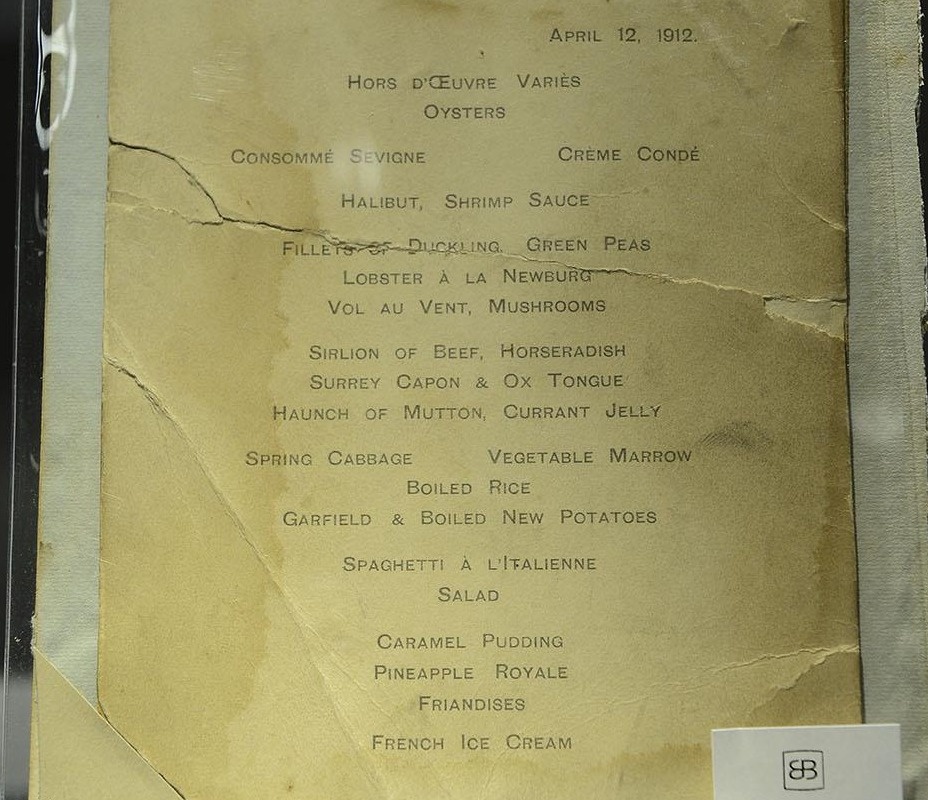 April 12, 1912.
Hors d'Œuvre Variès
Oysters
Consommé Sevigne Crème Condé
Halibut, Shrimp Sauce
Fillets of Duckling, Green Peas
Lobster à la Newburg
Vol au Vent, Mushrooms
Sirlion of Beef, Horseradish
Surrey Capon & Ox Tongue
Haunch of Mutton, Currant Jelly
Spring Cabbage Vegetable Marrow
Boiled Rice
Garfield & Boiled New Potatoes
Spaghetti à l'Italienne
Salad
Caramel Pudding
Pineapple Royale
Friandises
French Ice Cream